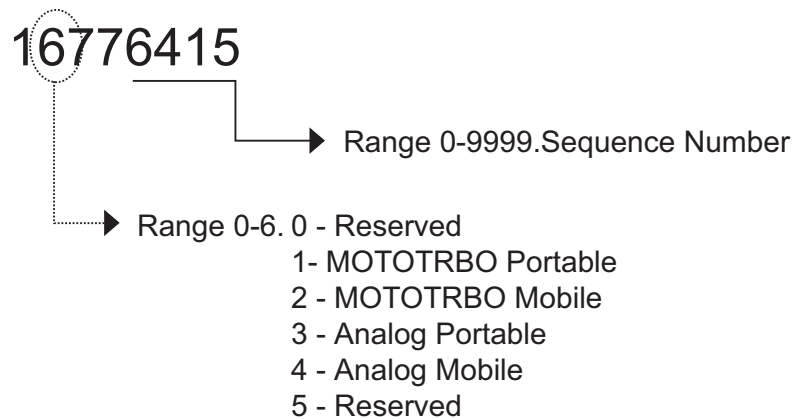 16776415
Range 0-9999.Sequence Number
Range 0-6. 0 - Reserved
1- MOTOTRBO Portable
2 - MOTOTRBO Mobile
3 - Analog Portable
4 - Analog Mobile
5 - Reserved